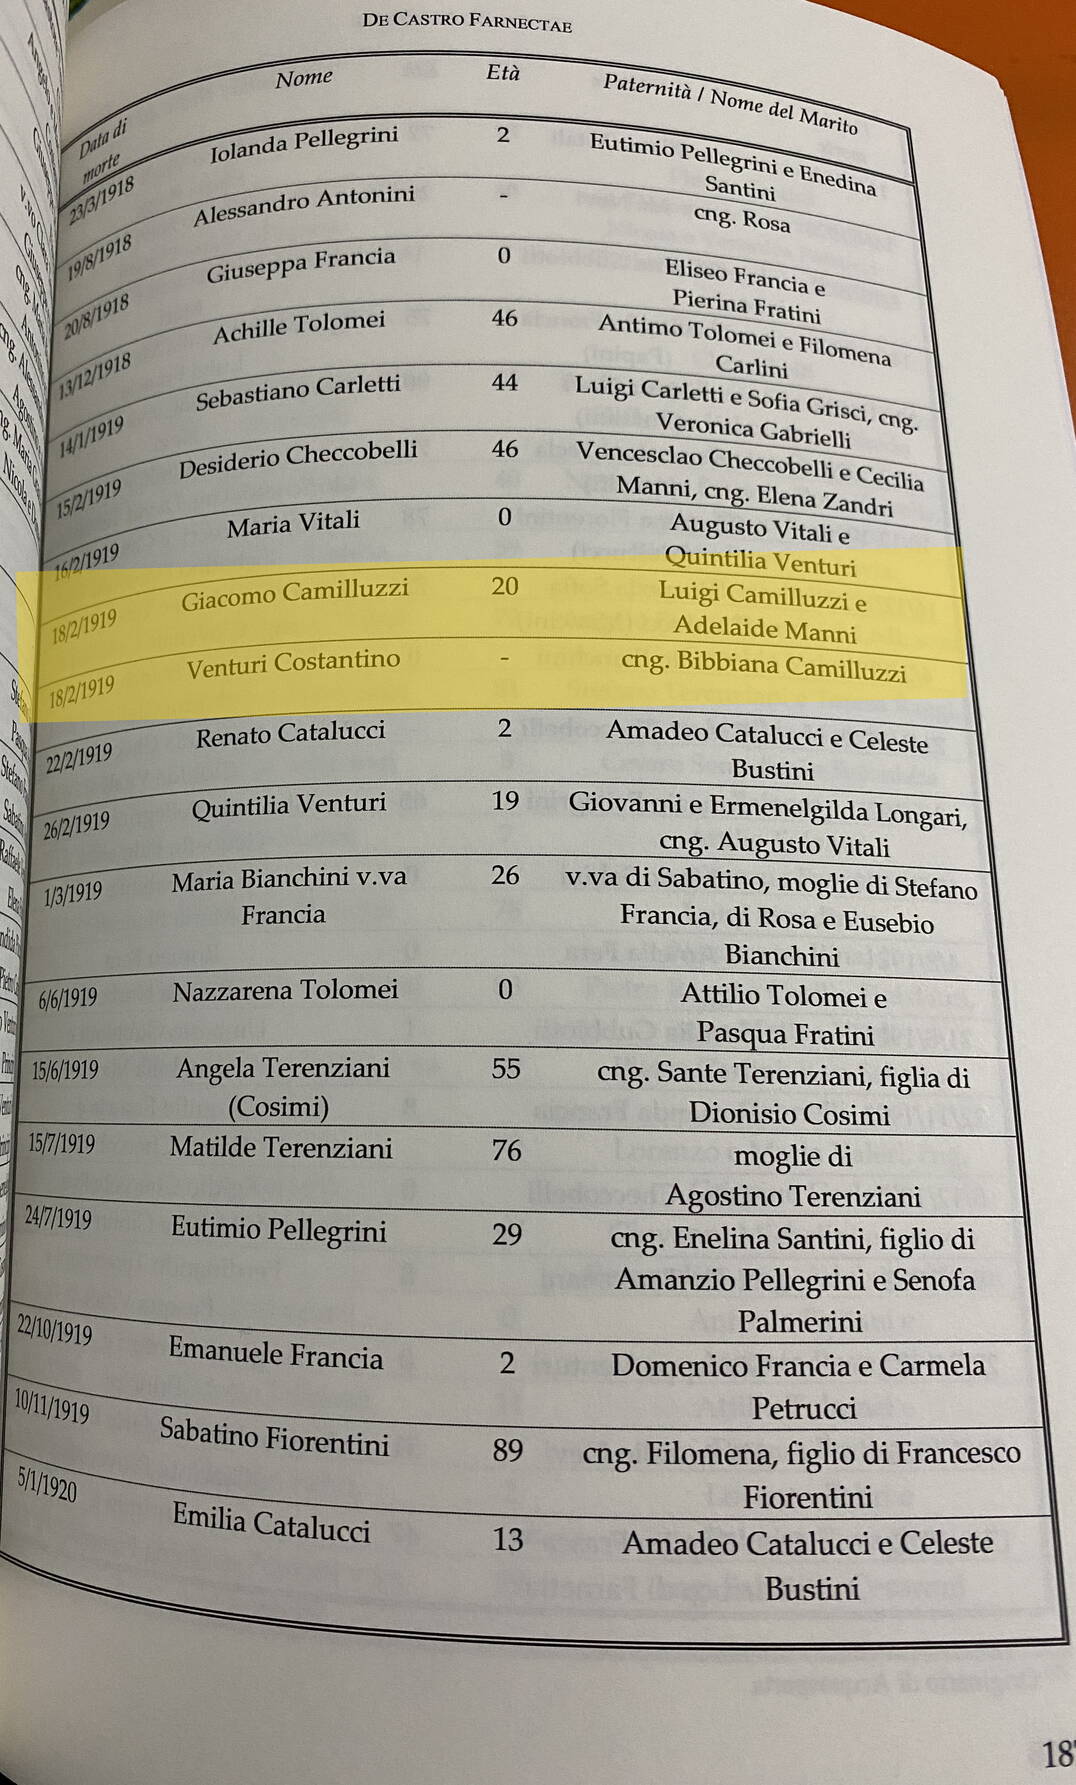 DE CASTRO FARNECTAE
Data di morte Nome Età Paternità / Nome del Marito
23/3/1918 Iolanda Pellegrini 2 Eutimio Pellegrini e Enedina
Santini
19/8/1918 Alessandro Antonini - cng. Rosa
20/8/1918 Giuseppa Francia 0 Eliseo Francia e
Pierina Fratini
13/12/1918 Achille Tolomei 46 Antimo Tolomei e Filomena
Carlini
14/1/1919 Sebastiano Carletti 44 Luigi Carletti e Sofia Grisci, cng.
Veronica Gabrielli
15/2/1919 Desiderio Checcobelli 46 Vencesclao Checcobelli e Cecilia
Manni, cng. Elena Zandri
16/2/1919 Maria Vitali 0 Augusto Vitali e
Quintilia Venturi
18/2/1919 Giacomo Camilluzzi 20 Luigi Camilluzzi e
Adelaide Manni
18/2/1919 Venturi Costantino - cng. Bibbiana Camilluzzi
22/2/1919 Renato Catalucci 2 Amadeo Catalucci e Celeste
Bustini
26/2/1919 Quintilia Venturi 19 Giovanni e Ermenelgilda Longari,
cng. Augusto Vitali
1/3/1919 Maria Bianchini v.va 26 v.va di Sabatino, moglie di Stefano
Francia Francia, di Rosa e Eusebio
Bianchini
6/6/1919 Nazzarena Tolomei 0 Attilio Tolomei e
Pasqua Fratini
15/6/1919 Angela Terenziani 55 cng. Sante Terenziani, figlia di
(Cosimi) Dionisio Cosimi
15/7/1919 Matilde Terenziani 76 moglie di
Agostino Terenziani
24/7/1919 Eutimio Pellegrini 29 cng. Enelina Santini, figlio di
Amanzio Pellegrini e Senofa
Palmerini
22/10/1919 Emanuele Francia 2 Domenico Francia e Carmela
Petrucci
10/11/1919 Sabatino Fiorentini 89 cng. Filomena, figlio di Francesco
Fiorentini
5/1/1920 Emilia Catalucci 13 Amadeo Catalucci e Celeste
Bustini